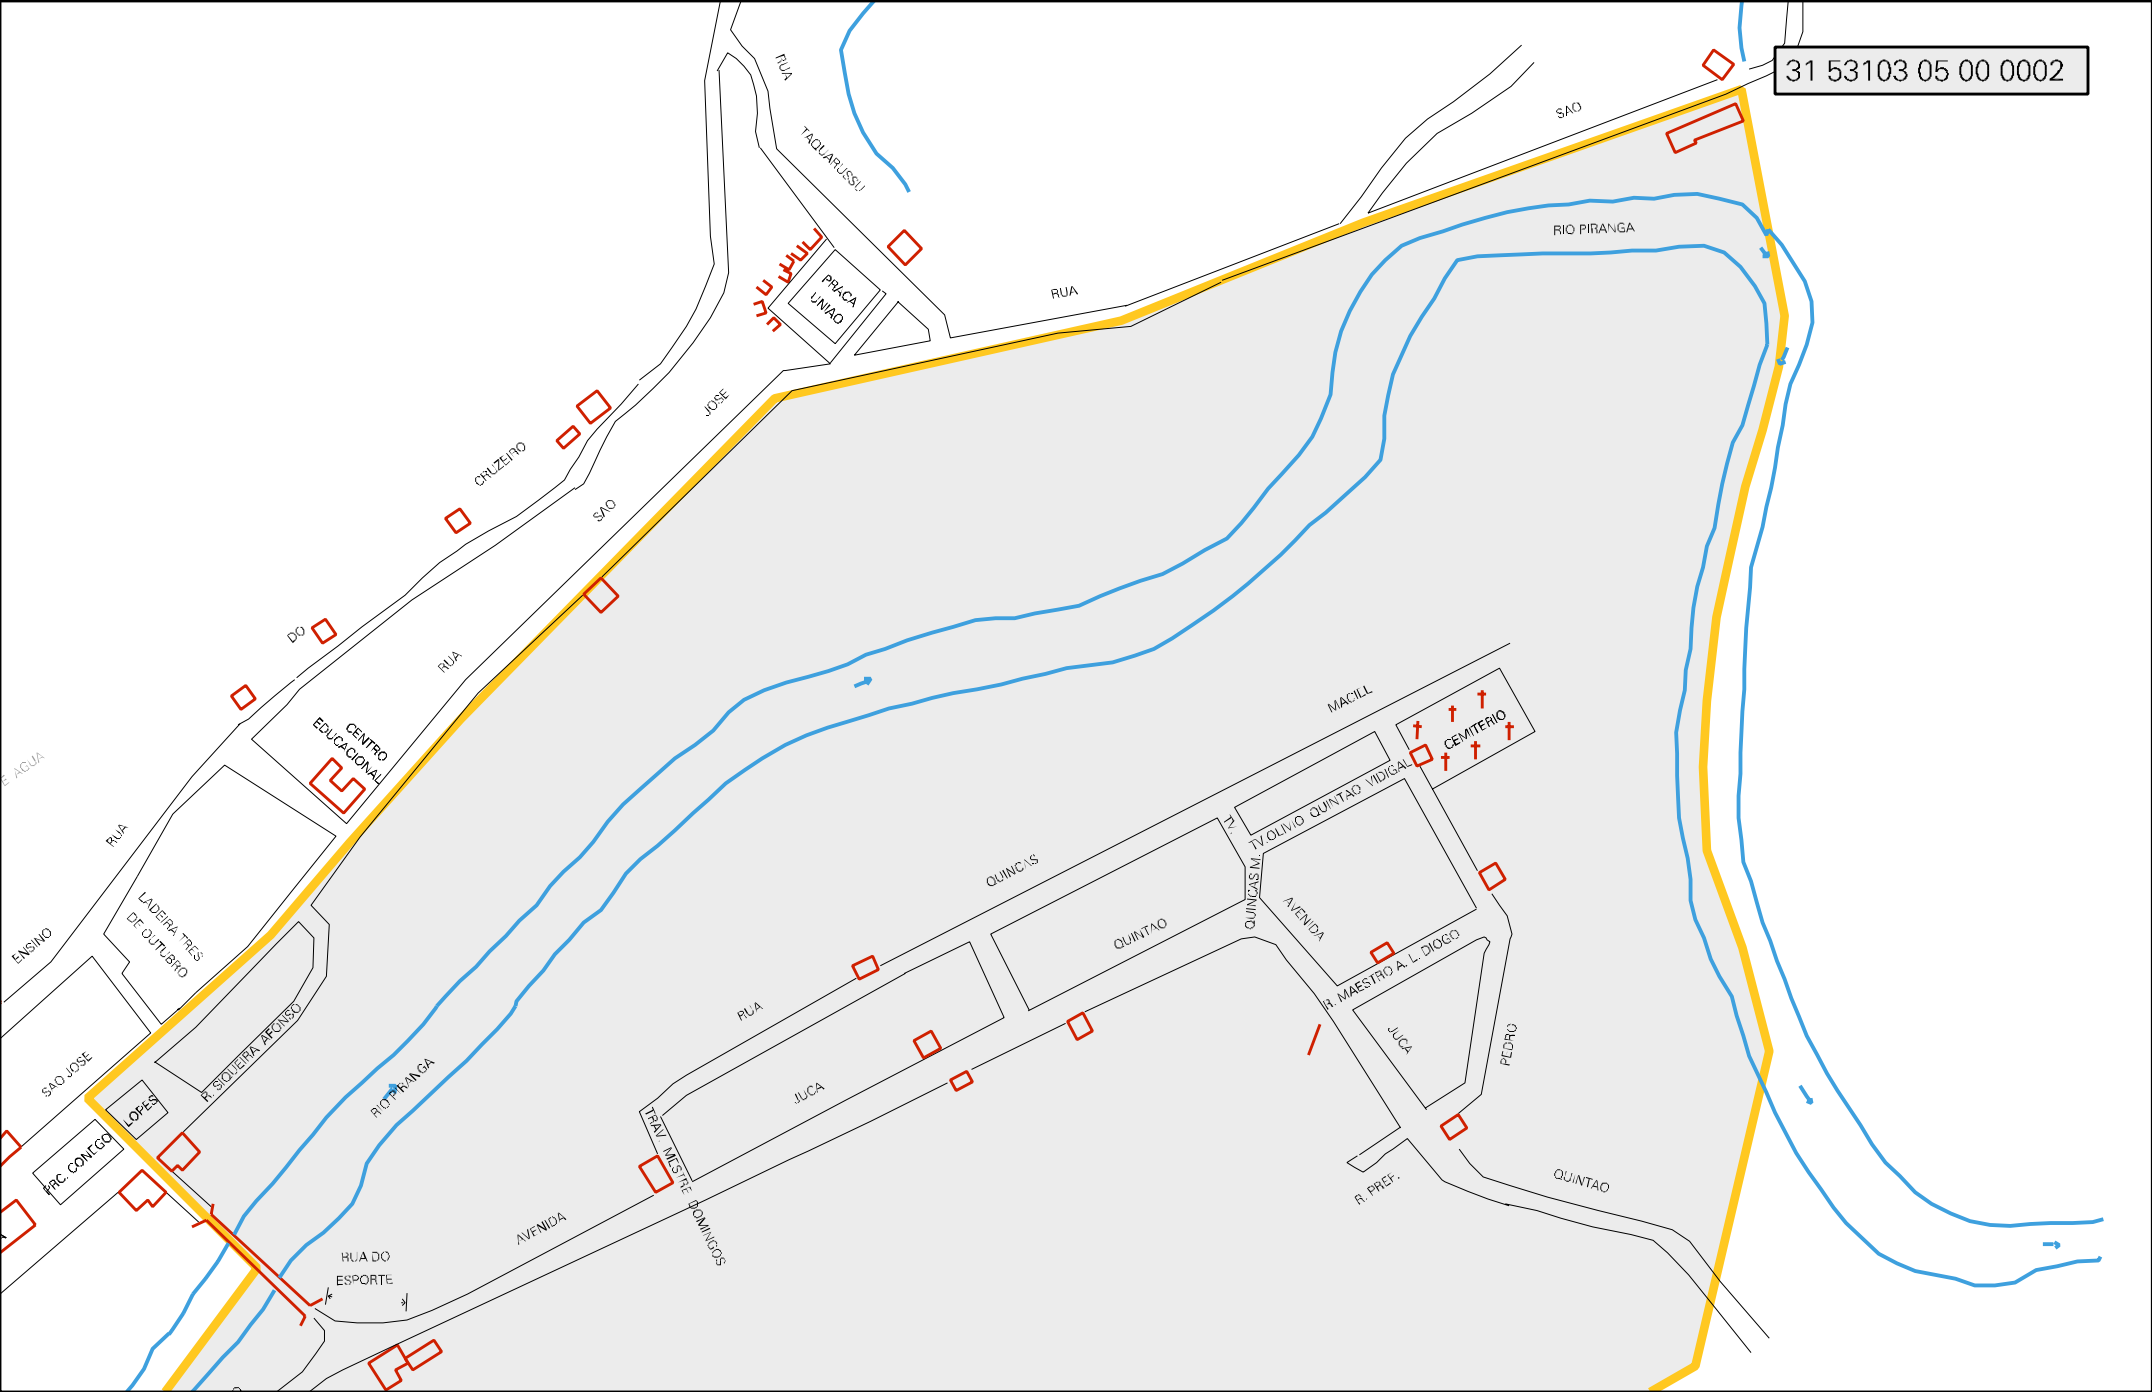 31 53103 05 00 0002
RUA
TAQUARUSSU
SAO
RIO PIRANGA
RUA
PRACA
UNIAO
JOSE
CRUZEIRO
SAO
DO
RUA
MACILL
CENTRO
EDUCACIONAL
CEMITERIO
E AGUA
TV. OLIVIO QUINTAO VIDIGAL
TV.
QUINCAS M.
RUA
QUINCAS
LADEIRA TRES
DE OUTUBRO
ENSINO
QUINTAO
AVENIDA
R. MAESTRO A. L. DIOGO
RUA
R. SIQUEIRA AFONSO
JUCA
PEDRO
SAO JOSE
RIO PIRANGA
JUCA
LOPES
PRC. CONEGO
TRAV. MESTRE DOMINGOS
R. PREF.
QUINTAO
AVENIDA
RUA DO
ESPORTE